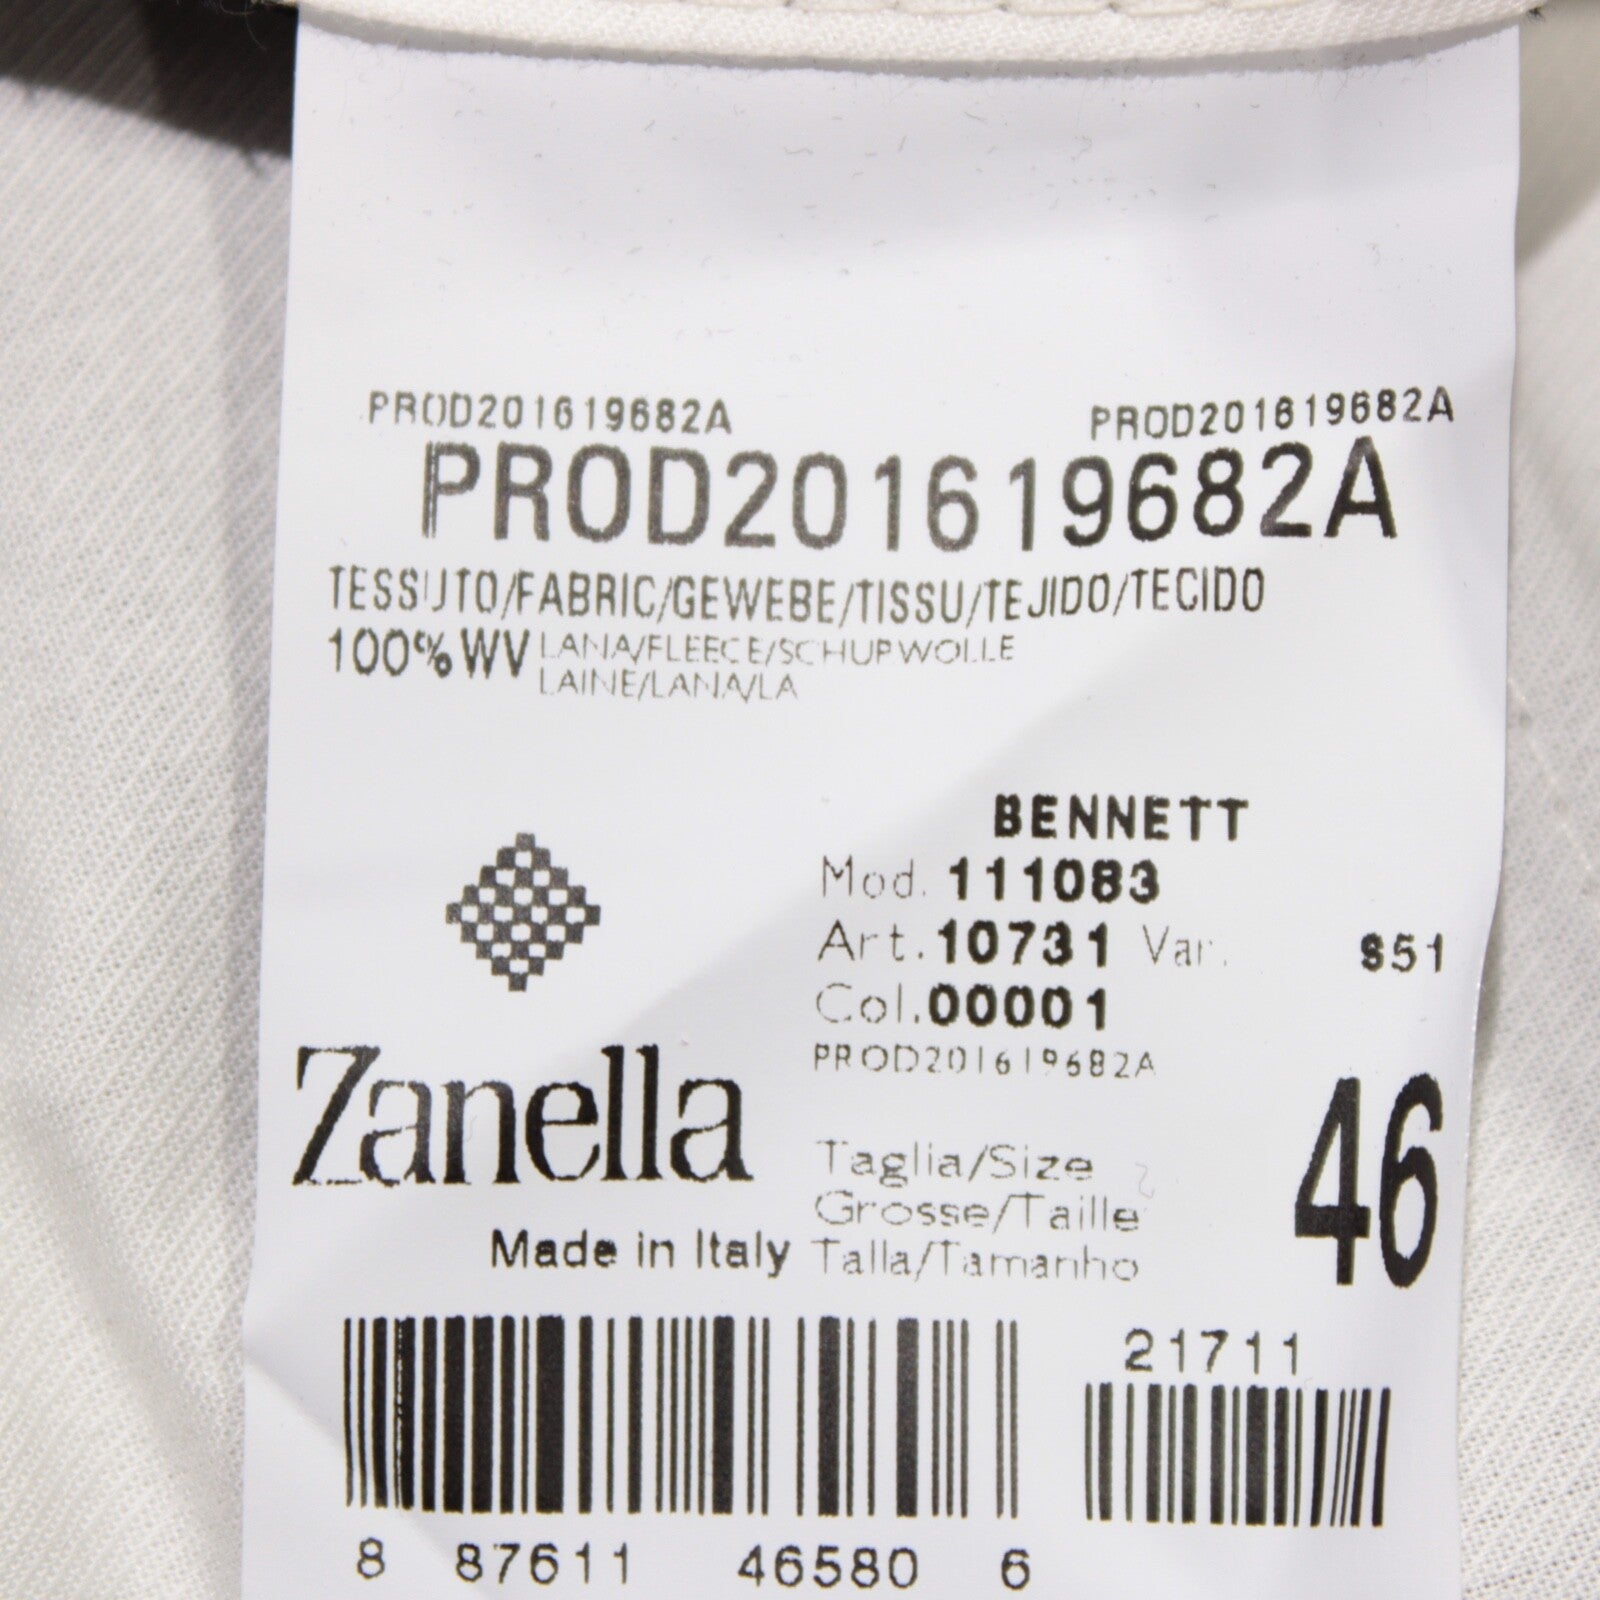 PROD201619682A PROD201619682A
PROD201619682A
TESSUTO/FABRIC/GEWEBE/TISSU/TEJIDO/TECIDO
100%WV LANA/FLEECE/SCHURWOLLE
LAINE/LANA/LA
BENNETT
Mod. 111083
Art. 10731 Var. S51
Col. 00001
PROD201619682A
Zanella
Made in Italy
Taglia/Size
Grosse/Taille
Talla/Tamanho
46
21711
8 87611 46580 6